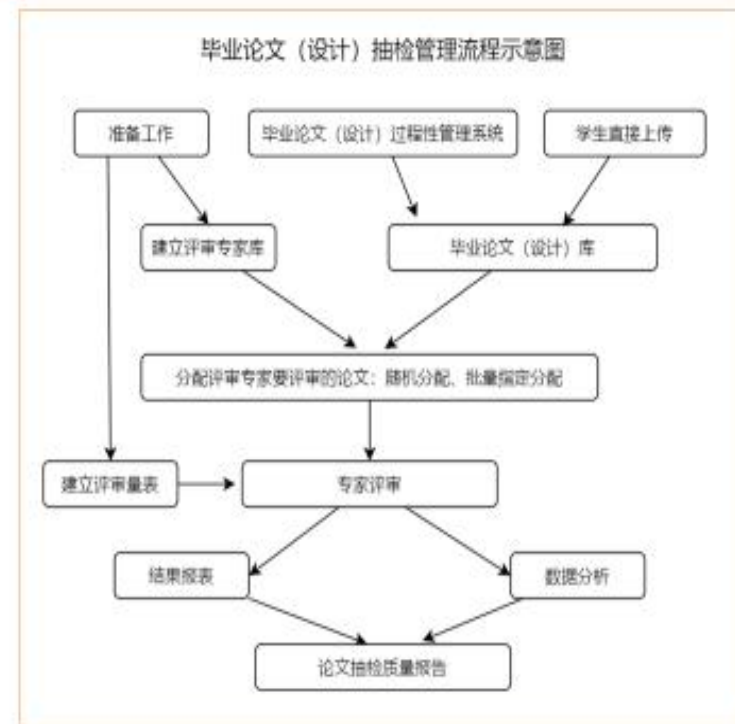 毕业论文（设计）抽检管理流程示意图
准备工作
毕业论文（设计）过程性管理系统
学生直接上传
建立评审专家库
毕业论文（设计）库
分配评审专家要评审的论文：随机分配、批量指定分配
建立评审量表
专家评审
结果报表
数据分析
论文抽检质量报告